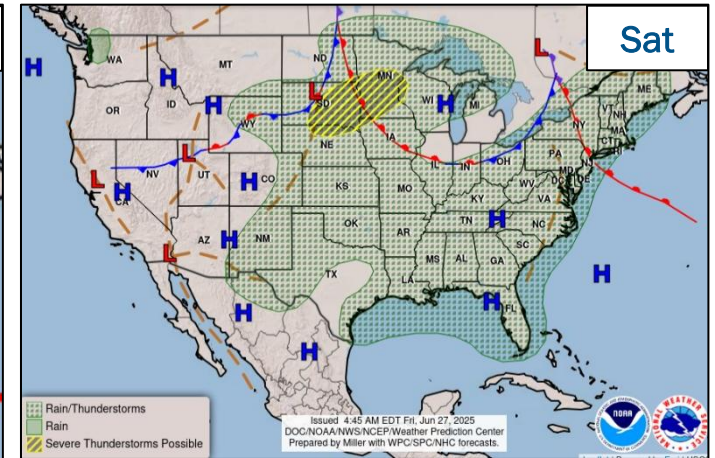 Sat
H
WA
MT
ND
MN
L
ME
H
L
SD
WI
H
MI
VT
NH
OR
ID
H
WY
NY
MA
CT
RI
IA
NE
PA
NJ
L
NV
UT
IL
IN
OH
MD
DE
DC
L
H
CA
H
CO
KS
MO
WV
VA
KY
AZ
H
NM
OK
AR
TN
H
NC
SC
L
TX
MS
AL
GA
LA
H
H
FL
H
H
Rain/Thunderstorms
Rain
Severe Thunderstorms Possible
Issued 4:45 AM EDT Fri, Jun 27, 2025
DOC/NOAA/NWS/NCEP/Weather Prediction Center
Prepared by Miller with WPC/SPC/NHC forecasts.
NOAA
NATIONAL WEATHER SERVICE